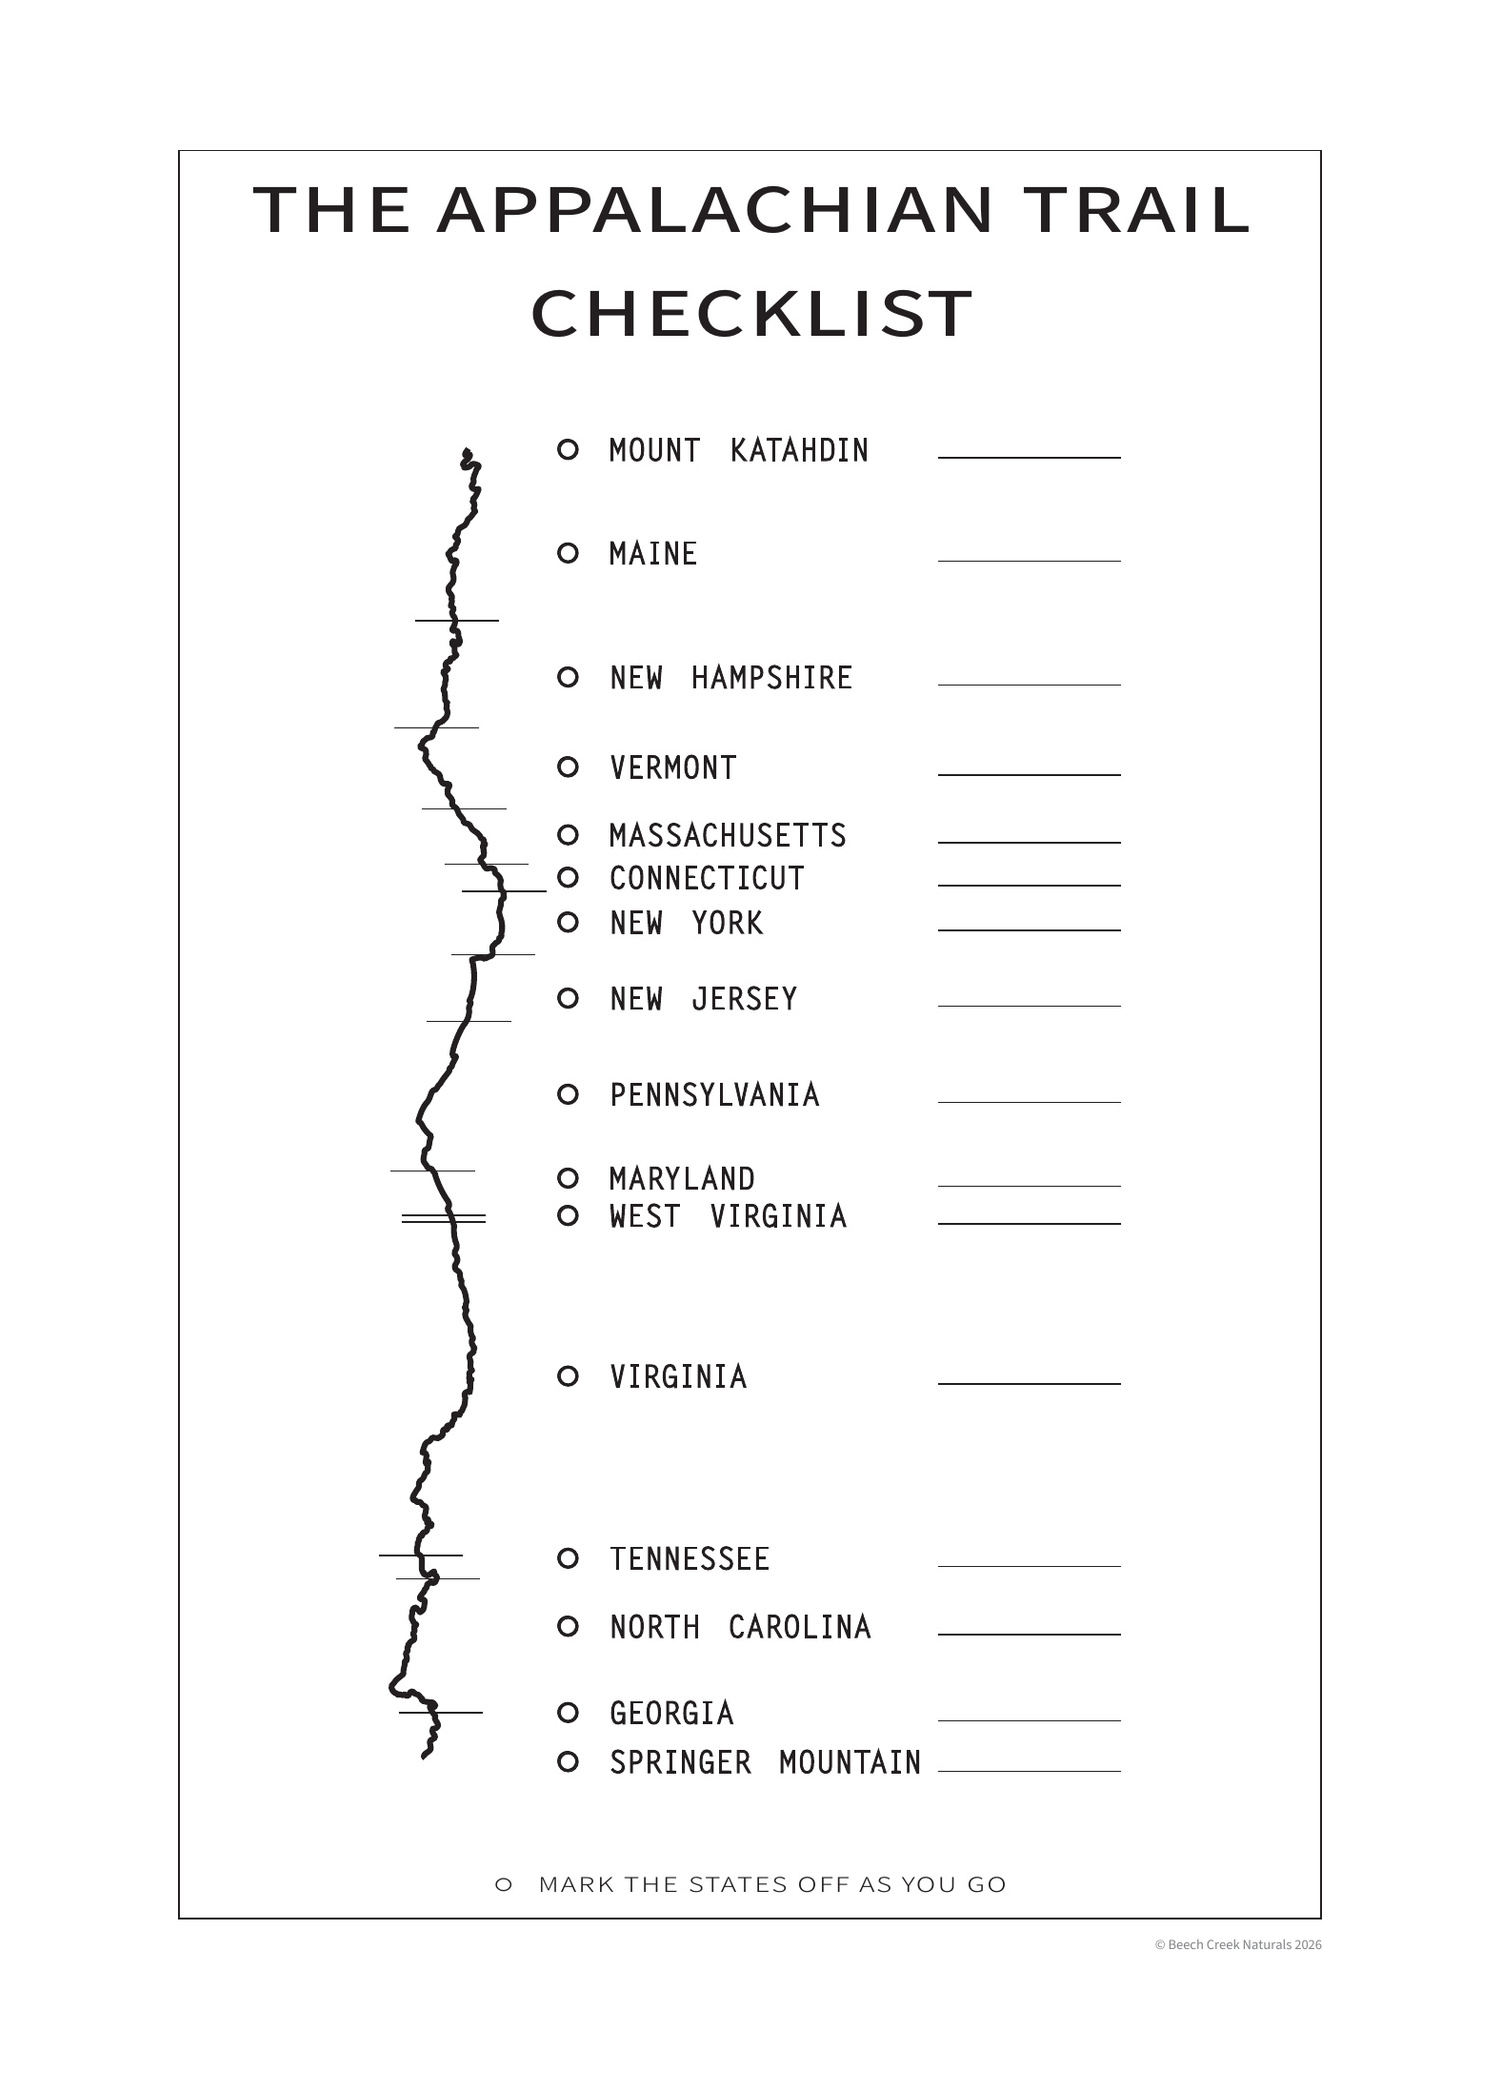 THE APPALACHIAN TRAIL
CHECKLIST
MOUNT KATAHDIN
MAINE
NEW HAMPSHIRE
VERMONT
MASSACHUSETTS
CONNECTICUT
NEW YORK
NEW JERSEY
PENNSYLVANIA
MARYLAND
WEST VIRGINIA
VIRGINIA
TENNESSEE
NORTH CAROLINA
GEORGIA
SPRINGER MOUNTAIN
MARK THE STATES OFF AS YOU GO
© Beech Creek Naturals 2026